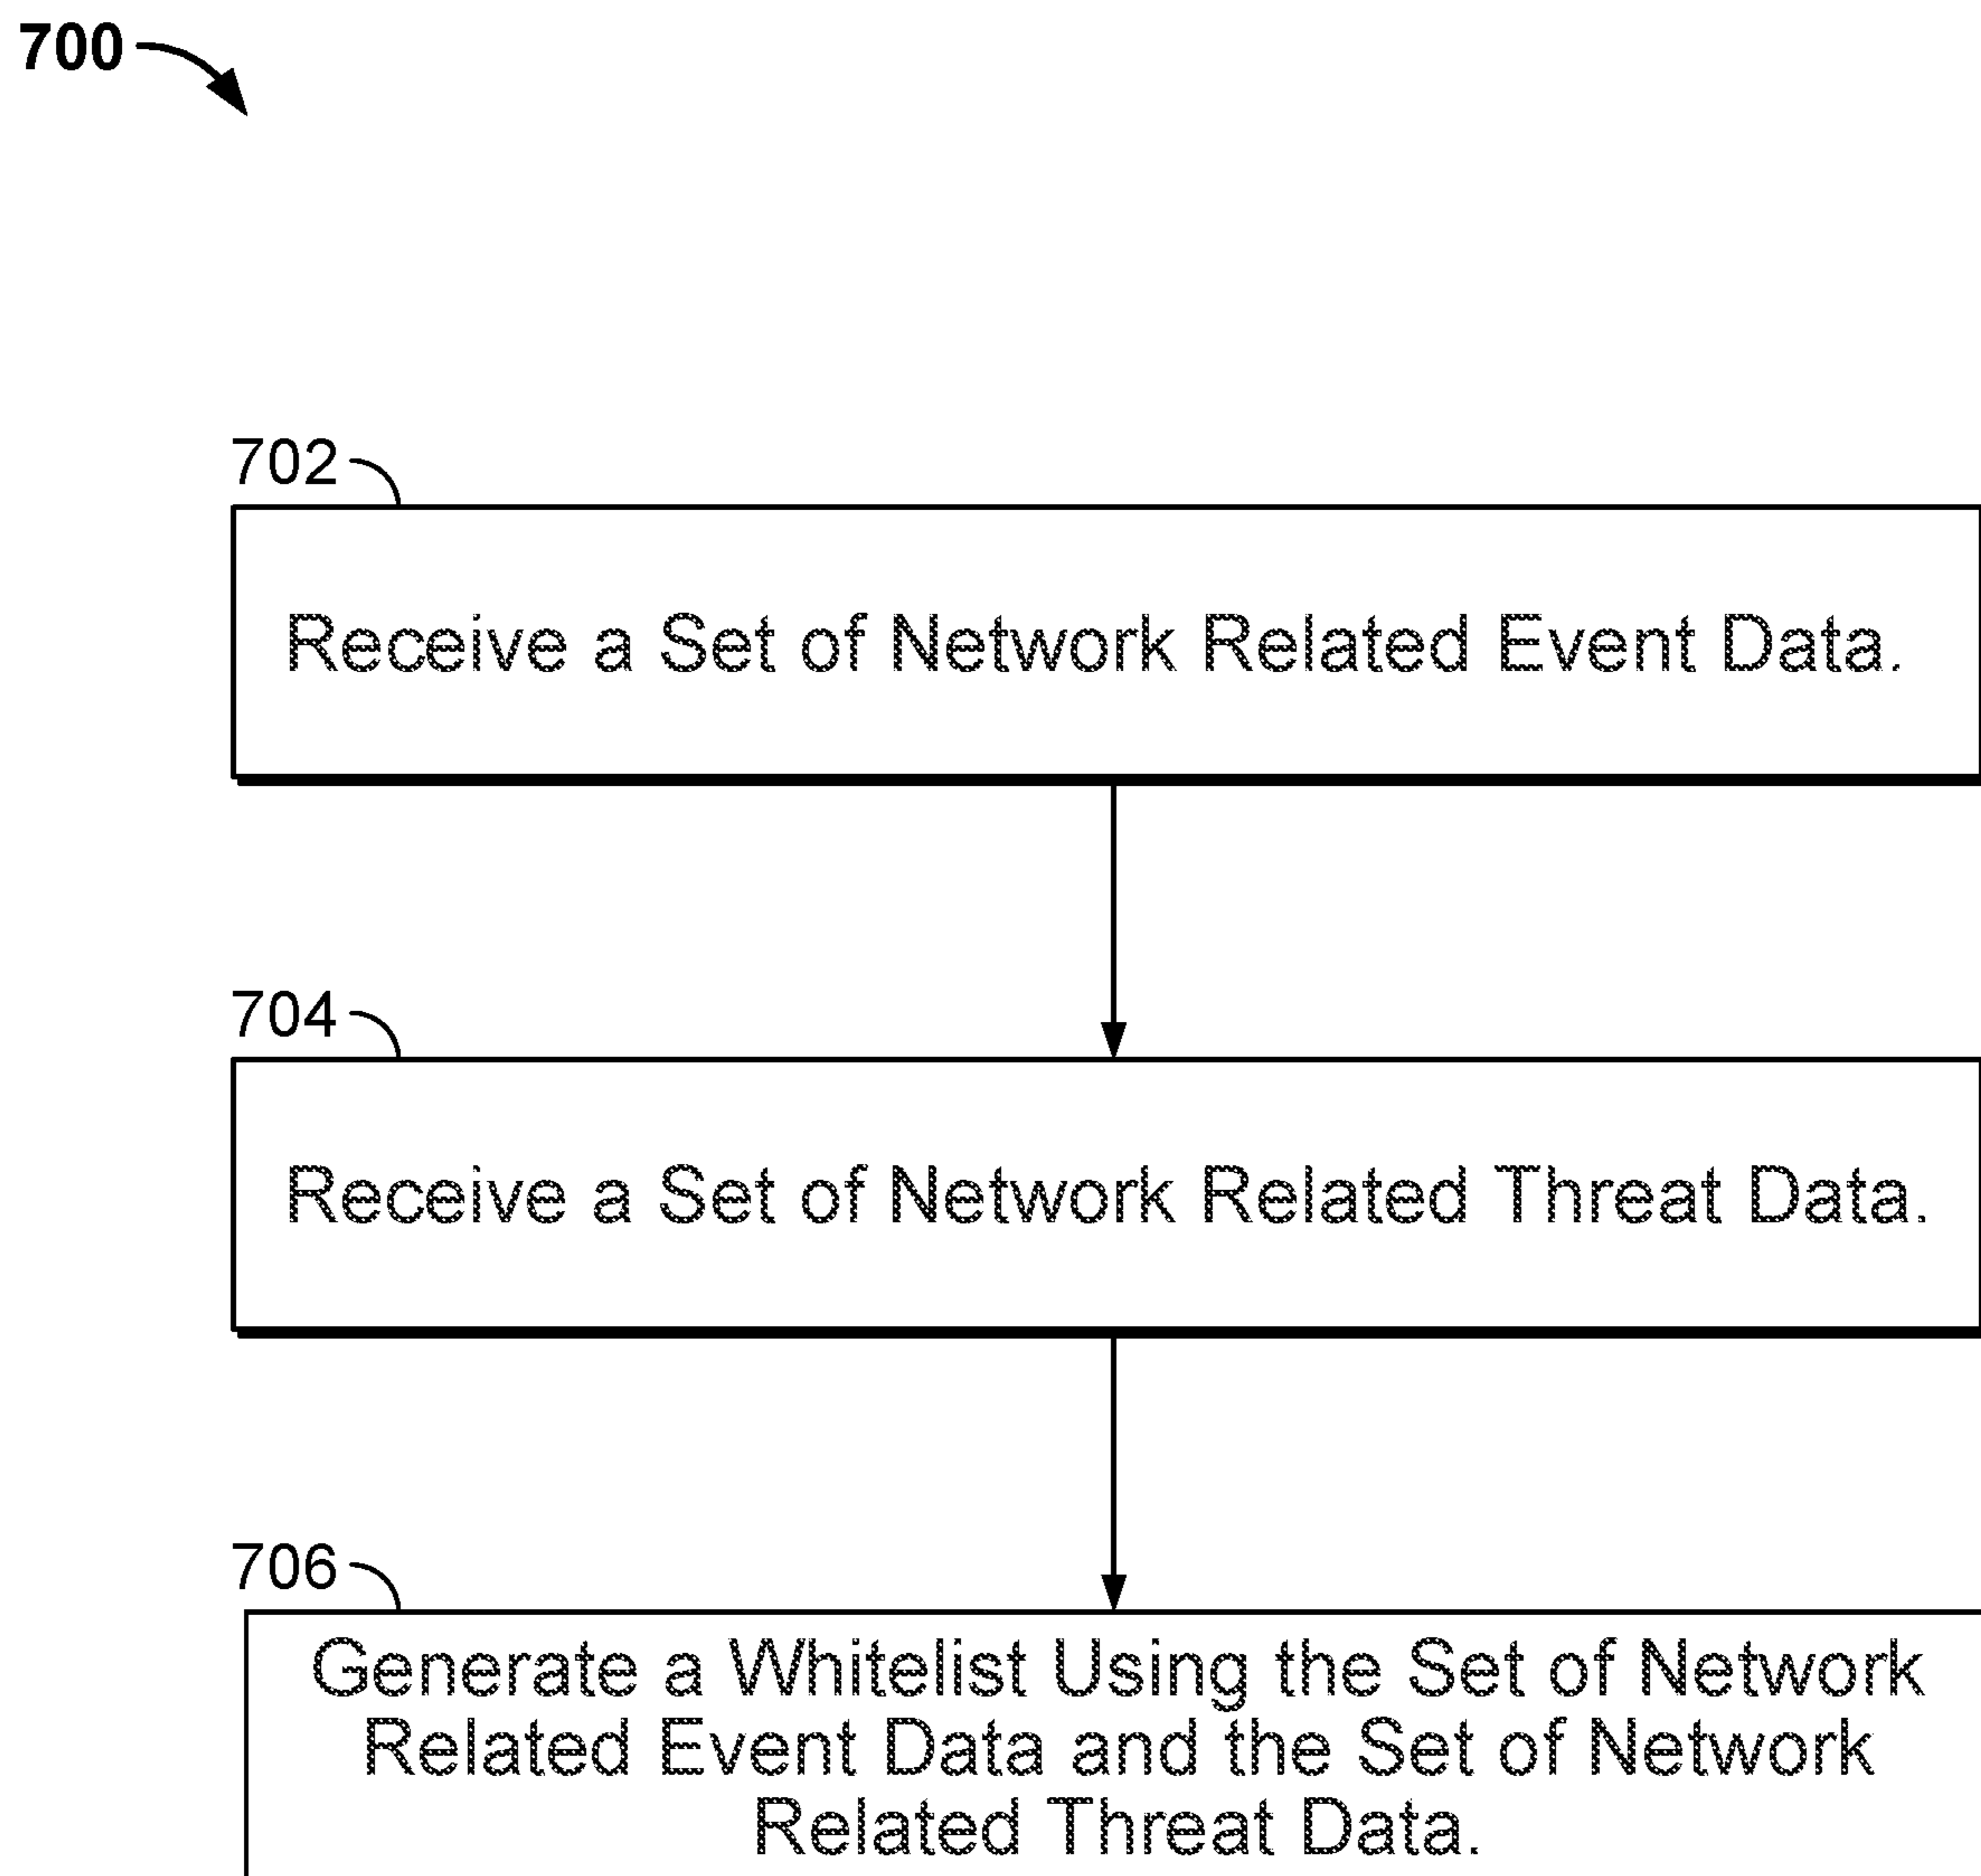 700
702
Receive a Set of Network Related Event Data.
704
Receive a Set of Network Related Threat Data.
706
Generate a Whitelist Using the Set of Network
Related Event Data and the Set of Network
Related Threat Data.